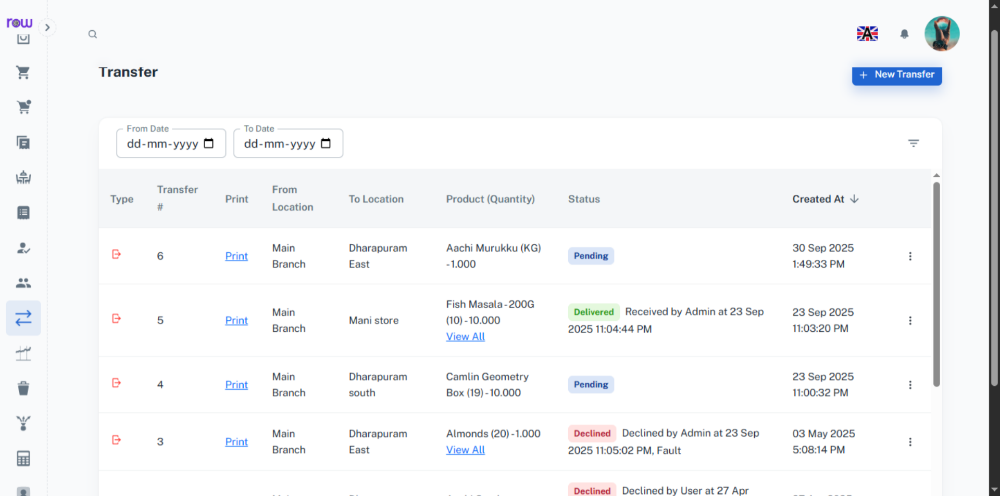 row
A
Transfer
+ New Transfer
From Date
dd-mm-yyyy
To Date
dd-mm-yyyy
Type
Transfer
#
Print
From
Location
To Location
Product (Quantity)
Status
Created At
6
Print
Main
Branch
Dharapuram
East
Aachi Murukku (KG)
- 1.000
Pending
30 Sep 2025
1:49:33 PM
5
Print
Main
Branch
Mani store
Fish Masala - 200G
(10) - 10.000
View All
Delivered Received by Admin at 23 Sep
2025 11:04:44 PM
23 Sep 2025
11:03:20 PM
4
Print
Main
Branch
Dharapuram
south
Camlin Geometry
Box (19) - 10.000
Pending
23 Sep 2025
11:00:32 PM
3
Print
Main
Branch
Dharapuram
East
Almonds (20) - 1.000
View All
Declined Declined by Admin at 23 Sep
2025 11:05:02 PM, Fault
03 May 2025
5:08:14 PM
Declined Declined by User at 27 Apr